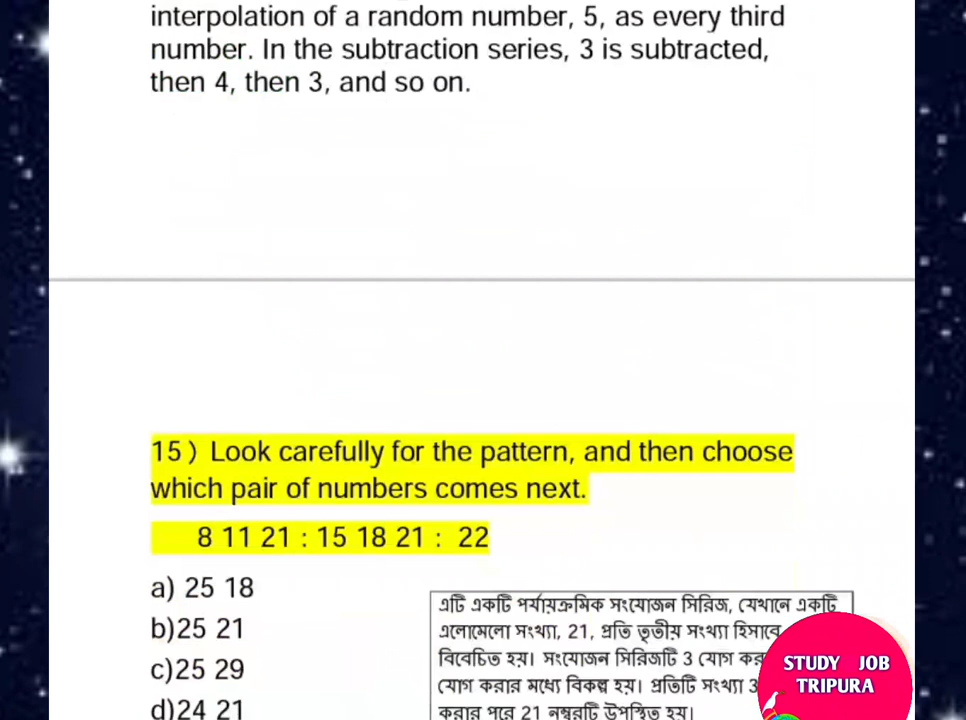 interpolation of a random number, 5, as every third
number. In the subtraction series, 3 is subtracted,
then 4, then 3, and so on.
15) Look carefully for the pattern, and then choose
which pair of numbers comes next.
8 11 21 : 15 18 21 : 22
a) 25 18
b)25 21
c)25 29
d)24 21
এটি একটি পর্যায়ক্রমিক সংযোজন সিরিজ, যেখানে একটি
এলোমেলো সংখ্যা, 21, প্রতি তৃতীয় সংখ্যা হিসাবে
বিবেচিত হয়। সংযোজন সিরিজটি 3 যোগ
যোগ করার মধ্যে বিকল্প হয়। প্রতিটি সংখ্যা 3
করার পরে 21 নম্বরটি উপস্থিত হয়।
STUDY JOB
TRIPURA